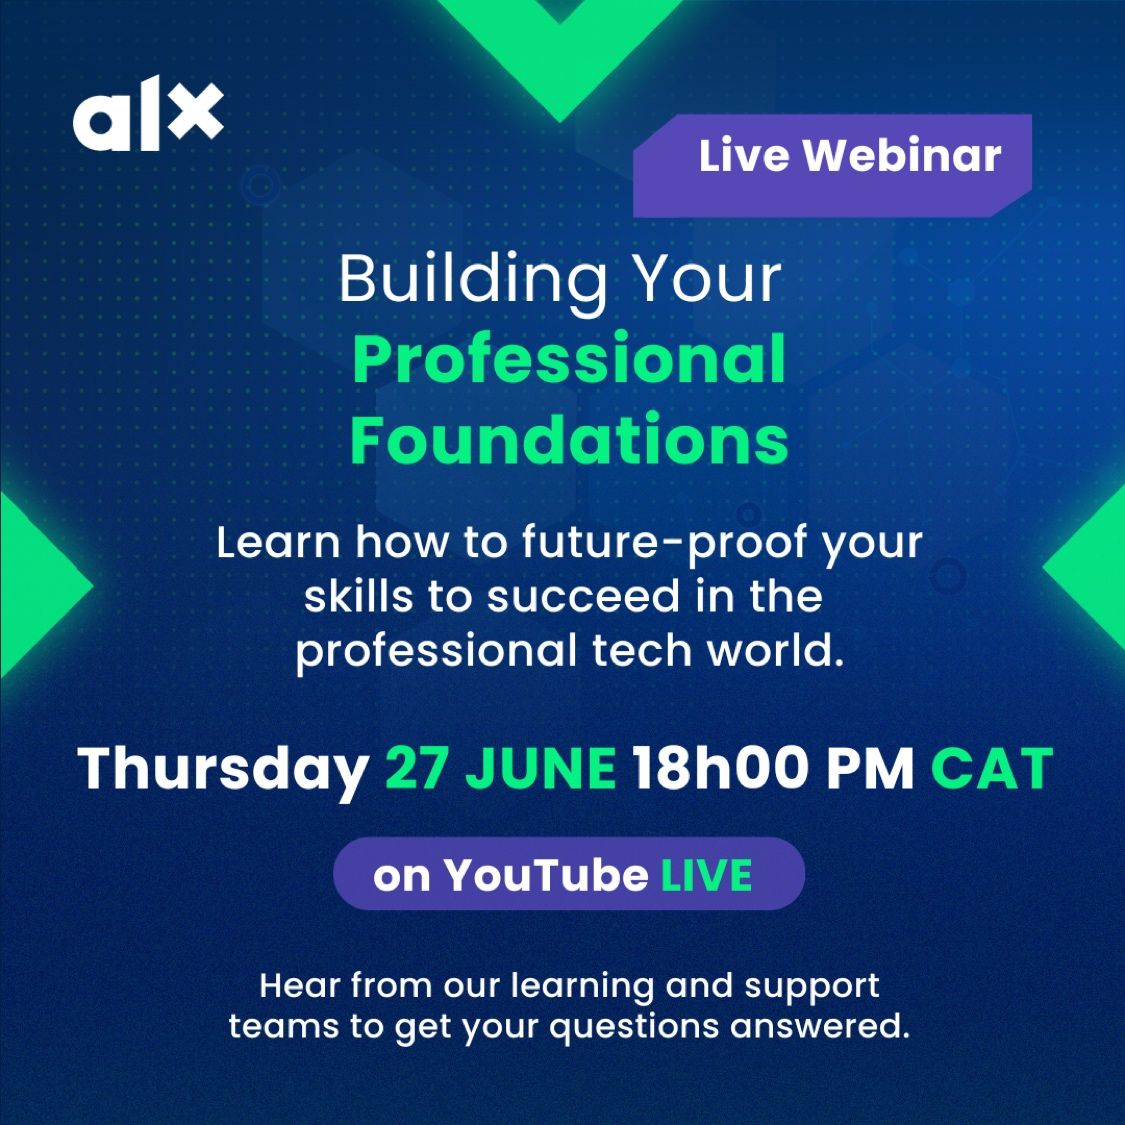 alx
Live Webinar
Building Your
Professional
Foundations
Learn how to future-proof your
skills to succeed in the
professional tech world.
Thursday 27 JUNE 18h00 PM CAT
on YouTube LIVE
Hear from our learning and support
teams to get your questions answered.